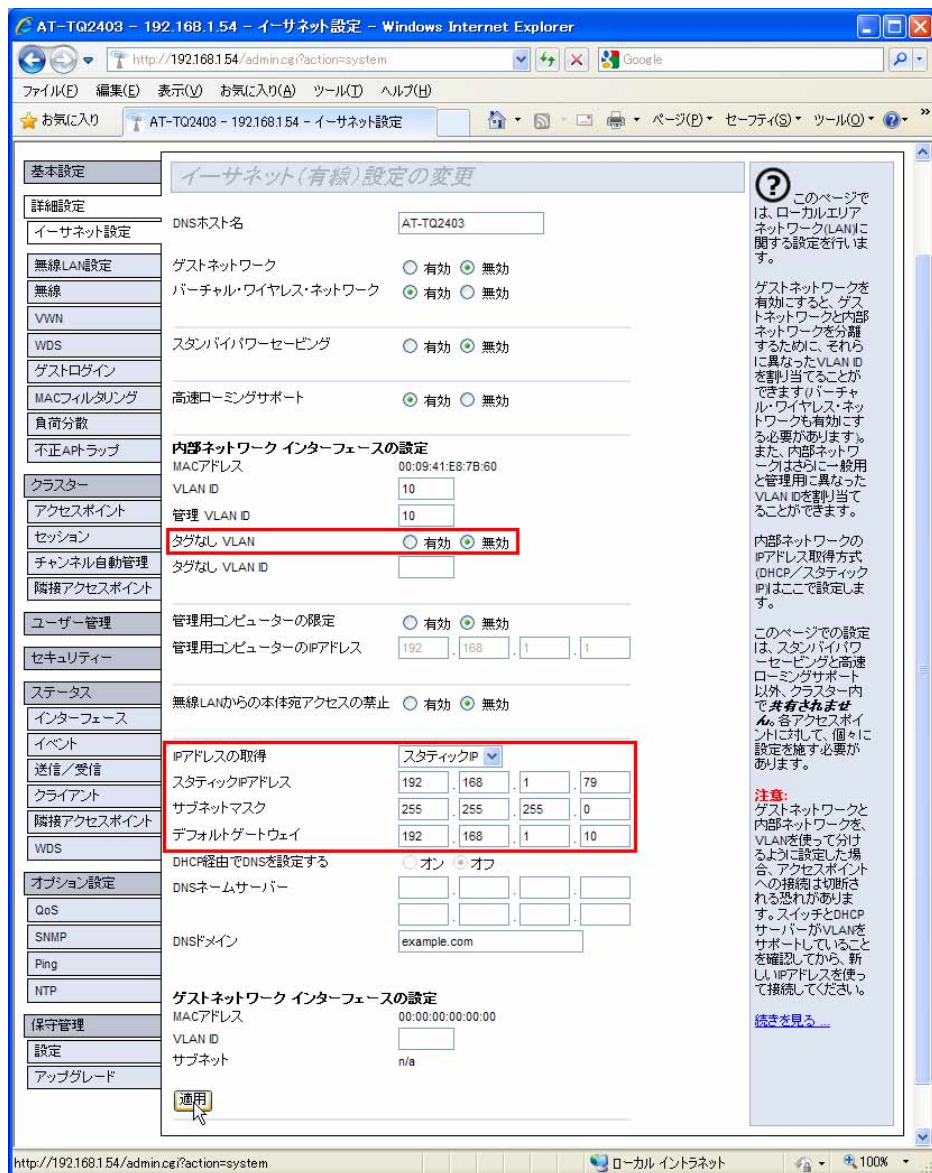 AT-TQ2403 - 192.168.1.54 - イーサネット設定 - Windows Internet Explorer
http://192.168.1.54/admin.cgi?action=system
Google
ファイル(F) 編集(E) 表示(V) お気に入り(A) ツール(T) ヘルプ(H)
お気に入り
AT-TQ2403 - 192.168.1.54 - イーサネット設定
ページ(P) セーフティ(S) ツール(O)
基本設定
詳細設定
イーサネット設定
無線LAN設定
無線
VWN
WDS
ゲストログイン
MACフィルタリング
負荷分散
不正APトラップ
クラスター
アクセスポイント
セッション
チャンネル自動管理
隣接アクセスポイント
ユーザー管理
セキュリティー
ステータス
インターフェース
イベント
送信/受信
クライアント
隣接アクセスポイント
WDS
オプション設定
QoS
SNMP
Ping
NTP
保守管理
設定
アップグレード
イーサネット(有線)設定の変更
DNSホスト名 AT-TQ2403
ゲストネットワーク 有効 無効
バーチャル・ワイヤレス・ネットワーク 有効 無効
スタンバイパワーセービング 有効 無効
高速ローミングサポート 有効 無効
内部ネットワーク インターフェースの設定
MACアドレス 00:09:41:E8:7B:60
VLAN ID 10
管理 VLAN ID 10
タグなし VLAN 有効 無効
タグなし VLAN ID
管理用コンピューターの限定 有効 無効
管理用コンピューターのIPアドレス 192 . 168 . 1 . 1
無線LANからの本体宛アクセスの禁止 有効 無効
IPアドレスの取得 スタティックIP
スタティックIPアドレス 192 . 168 . 1 . 79
サブネットマスク 255 . 255 . 255 . 0
デフォルトゲートウェイ 192 . 168 . 1 . 10
DHCP経由でDNSを設定する オン オフ
DNSネームサーバー . . .
. . .
DNSドメイン example.com
ゲストネットワーク インターフェースの設定
MACアドレス 00:00:00:00:00:00
VLAN ID
サブネット n/a
適用
? このページで
は、ローカルエリア
ネットワーク(LAN)に
関する設定を行いま
す。
ゲストネットワークを
有効にすると、ゲス
トネットワークと内部
ネットワークを分離
するために、それら
に異なったVLAN ID
を割り当てることが
できます(バーチャ
ル・ワイヤレス・ネッ
トワークも有効にす
る必要があります)。
また、内部ネットワ
ークはさらに一般用
と管理用に異なった
VLAN IDを割り当て
ることができます。
内部ネットワークの
IPアドレス取得方式
(DHCP/スタティック
IP)はここで設定しま
す。
このページでの設定
は、スタンバイパワ
ーセービングと高速
ローミングサポート
以外、クラスター内
で共有されませ
ん。各アクセスポイ
ントに対して、個々に
設定を施す必要が
あります。
注意:
ゲストネットワークと
内部ネットワークを、
VLANを使って分け
るように設定した場
合、アクセスポイント
への接続は切断さ
れる恐れがありま
す。スイッチとDHCP
サーバーがVLANを
サポートしていること
を確認してから、新
しいIPアドレスを使っ
て接続してください。
続きを見る ...
http://192.168.1.54/admin.cgi?action=system
ローカル イントラネット
100%